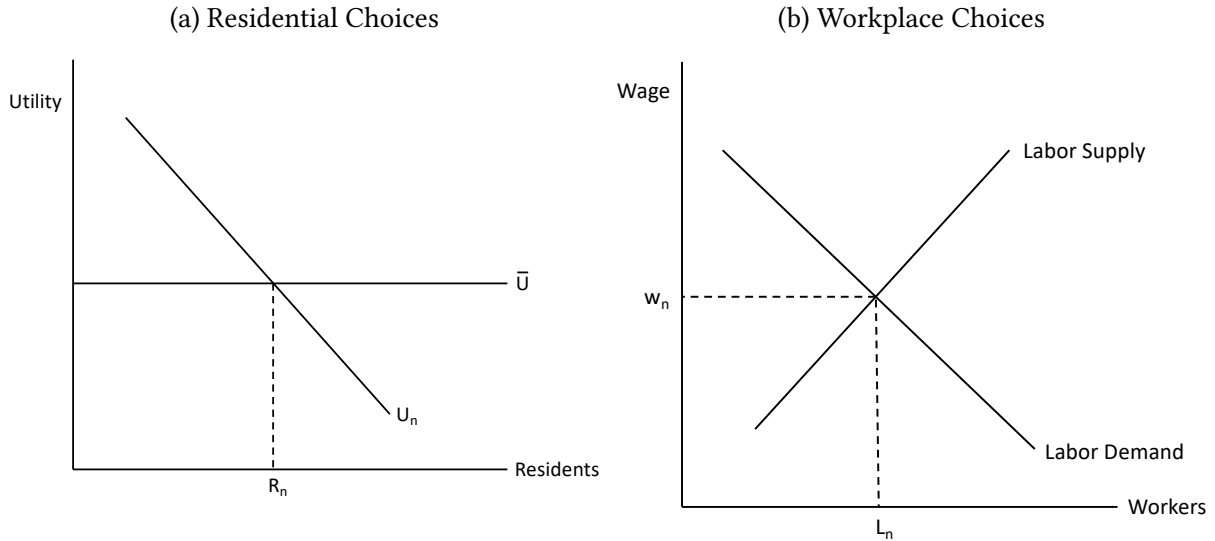 (a) Residential Choices
Utility
Ū
Uₙ
Residents
Rₙ
(b) Workplace Choices
Wage
Labor Supply
wₙ
Labor Demand
Workers
Lₙ